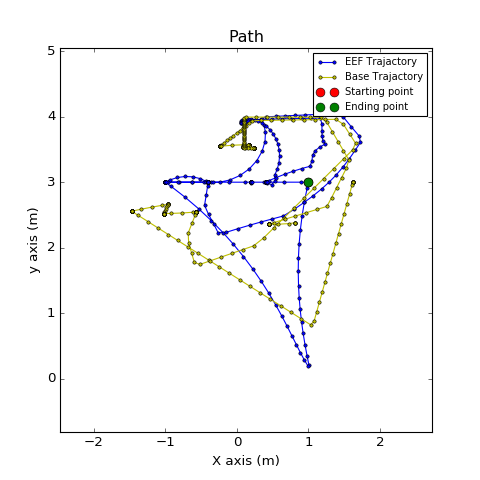 Path
EEF Trajactory
Base Trajactory
Starting point
Ending point
5
4
3
2
1
0
y axis (m)
−2
−1
0
1
2
X axis (m)